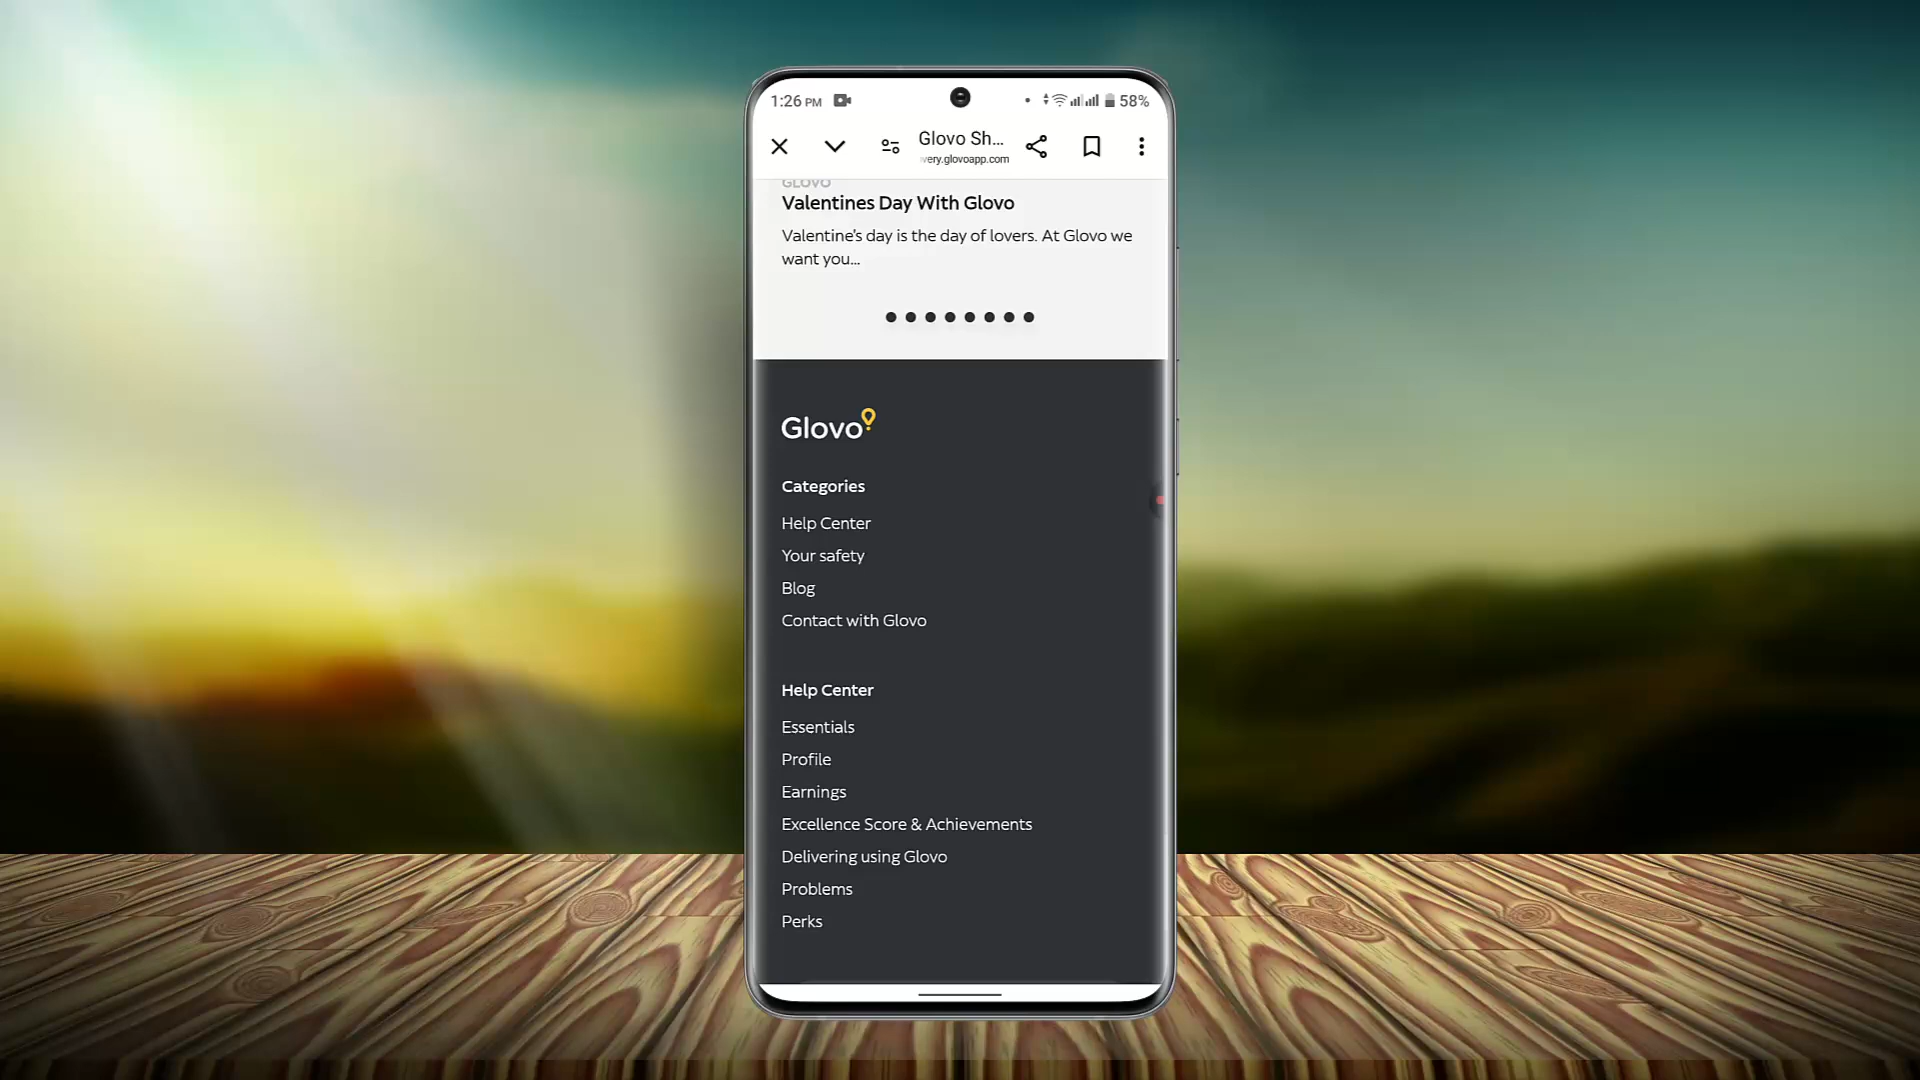 1:26 PM
58%
Glovo Sh...
very.glovoapp.com
GLOVO
Valentines Day With Glovo
Valentine's day is the day of lovers. At Glovo we
want you...
Glovo
Categories
Help Center
Your safety
Blog
Contact with Glovo
Help Center
Essentials
Profile
Earnings
Excellence Score & Achievements
Delivering using Glovo
Problems
Perks